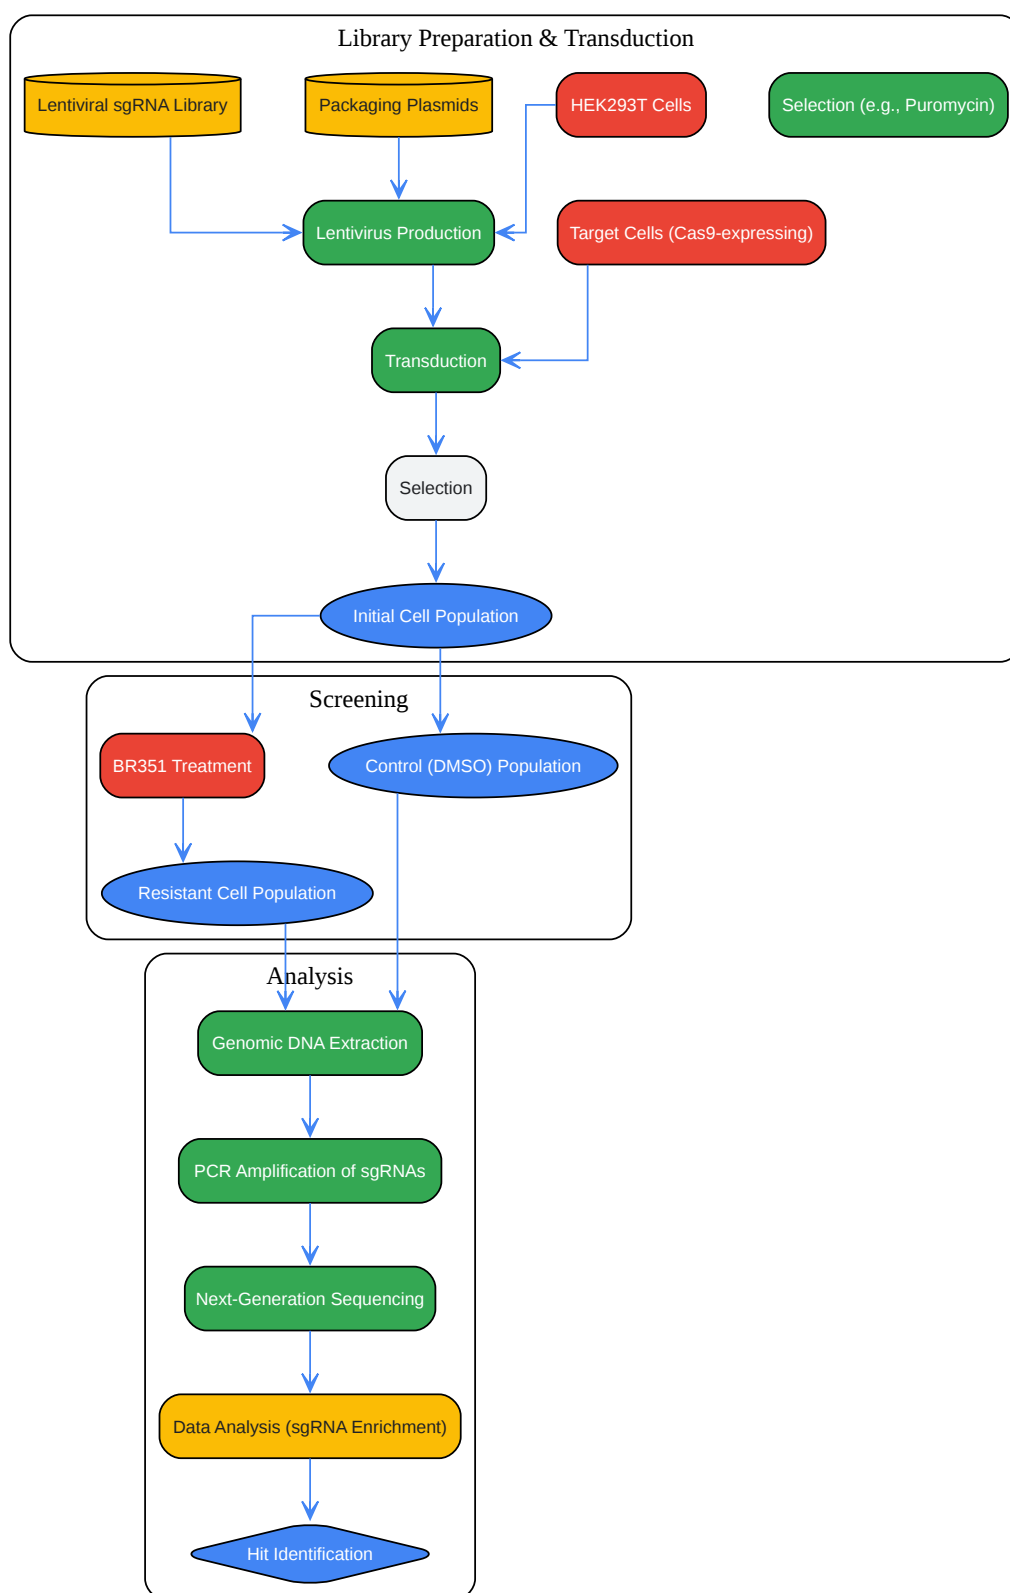 Library Preparation & Transduction
Lentiviral sgRNA Library
Packaging Plasmids
HEK293T Cells
Selection (e.g., Puromycin)
Lentivirus Production
Target Cells (Cas9-expressing)
Transduction
Selection
Initial Cell Population
Screening
BR351 Treatment
Control (DMSO) Population
Resistant Cell Population
Analysis
Genomic DNA Extraction
PCR Amplification of sgRNAs
Next-Generation Sequencing
Data Analysis (sgRNA Enrichment)
Hit Identification